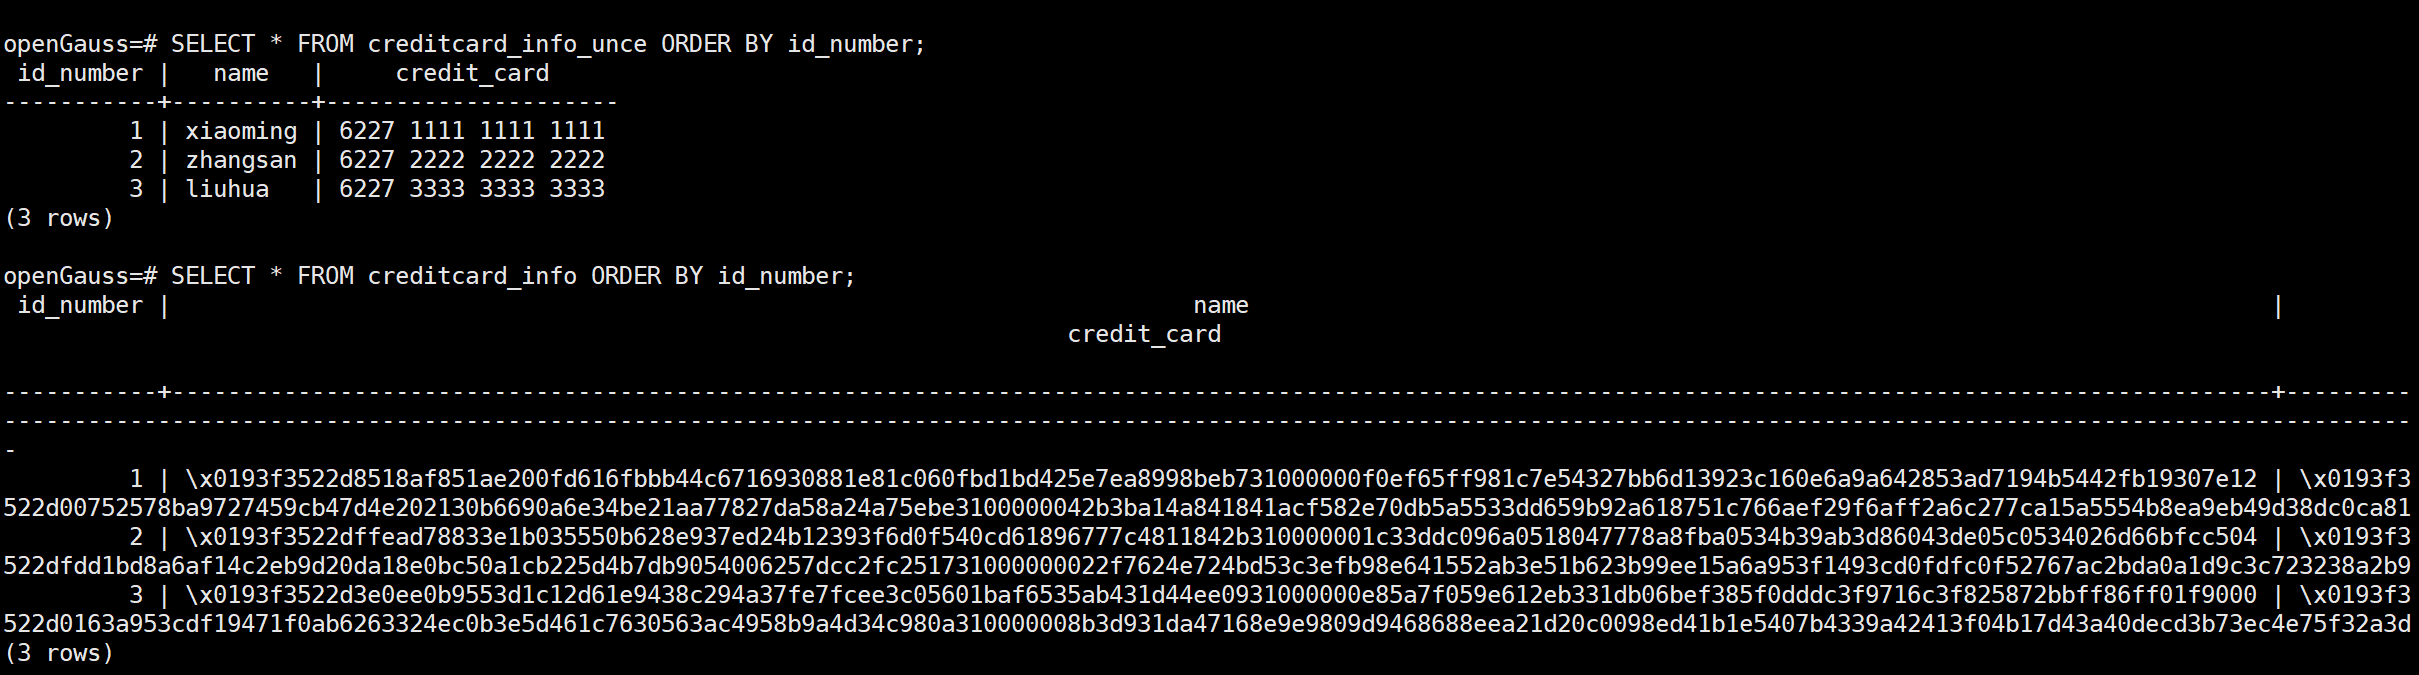 openGauss=# SELECT * FROM creditcard_info_unce ORDER BY id_number;
 id_number |   name   |     credit_card
-----------+----------+---------------------
         1 | xiaoming | 6227 1111 1111 1111
         2 | zhangsan | 6227 2222 2222 2222
         3 | liuhua   | 6227 3333 3333 3333
(3 rows)
openGauss=# SELECT * FROM creditcard_info ORDER BY id_number;
 id_number | name |
credit_card
-----------+------------------------------------------------------------------------------------------------------------------------------------------------------+---------
----------------------------------------------------------------------------------------------------------------------------------------------------------------------------
-
         1 | \x0193f3522d8518af851ae200fd616fbbb44c6716930881e81c060fbd1bd425e7ea8998beb731000000f0ef65ff981c7e54327bb6d13923c160e6a9a642853ad7194b5442fb19307e12 | \x0193f3
522d00752578ba9727459cb47d4e202130b6690a6e34be21aa77827da58a24a75ebe3100000042b3ba14a841841acf582e70db5a5533dd659b92a618751c766aef29f6aff2a6c277ca15a5554b8ea9eb49d38dc0ca81
         2 | \x0193f3522dffead78833e1b035550b628e937ed24b12393f6d0f540cd61896777c4811842b310000001c33ddc096a0518047778a8fba0534b39ab3d86043de05c0534026d66bfcc504 | \x0193f3
522dfdd1bd8a6af14c2eb9d20da18e0bc50a1cb225d4b7db9054006257dcc2fc251731000000022f7624e724bd53c3efb98e641552ab3e51b623b99ee15a6a953f1493cd0fdfc0f52767ac2bda0a1d9c3c723238a2b9
         3 | \x0193f3522d3e0ee0b9553d1c12d61e9438c294a37fe7fcee3c05601baf6535ab431d44ee0931000000e85a7f059e612eb331db06bef385f0dddc3f9716c3f825872bbff86ff01f9000 | \x0193f3
522d0163a953cdf19471f0ab6263324ec0b3e5d461c7630563ac4958b9a4d34c980a310000008b3d931da47168e9e9809d9468688eea21d20c0098ed41b1e5407b4339a42413f04b17d43a40decd3b73ec4e75f32a3d
(3 rows)